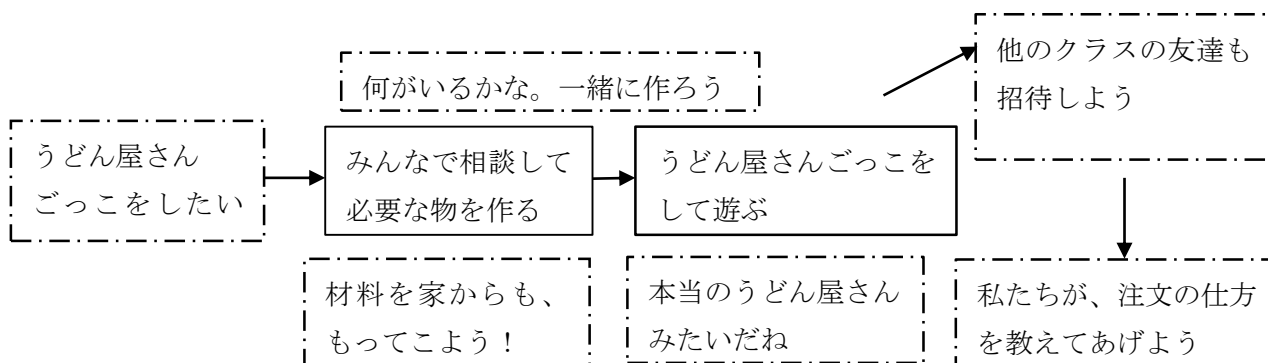 何がいるかな。一緒に作ろう
他のクラスの友達も
招待しよう
うどん屋さん
ごっこをしたい
みんなで相談して
必要な物を作る
うどん屋さんごっこを
して遊ぶ
材料を家からも、
もってこよう！
本当のうどん屋さん
みたいだね
私たちが、注文の仕方
を教えてあげよう